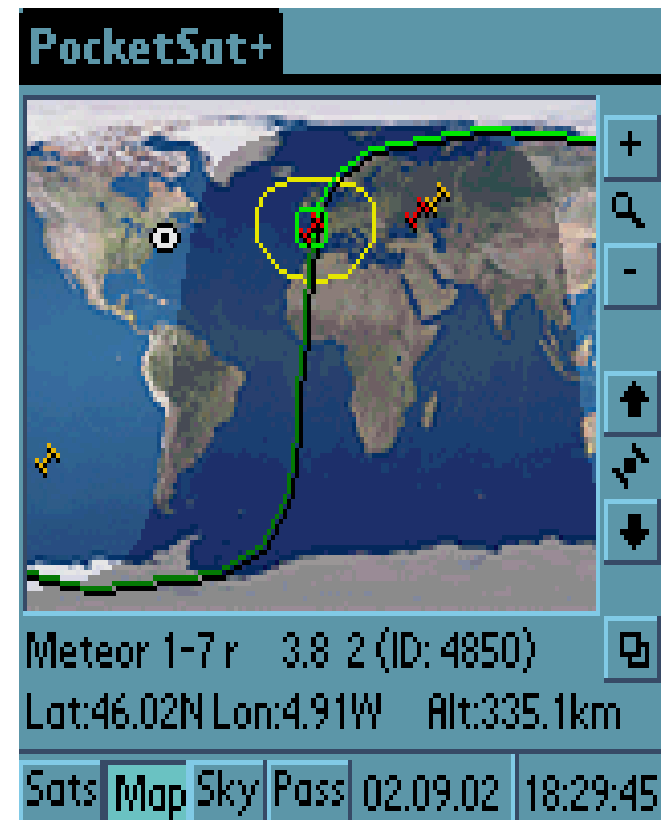 PocketSat+
+
-
Meteor 1-7 r 3.8 2 (ID: 4850)
Lat:46.02N Lon:4.91W Alt:335.1km
Sats Map Sky Pass 02.09.02 18:29:45